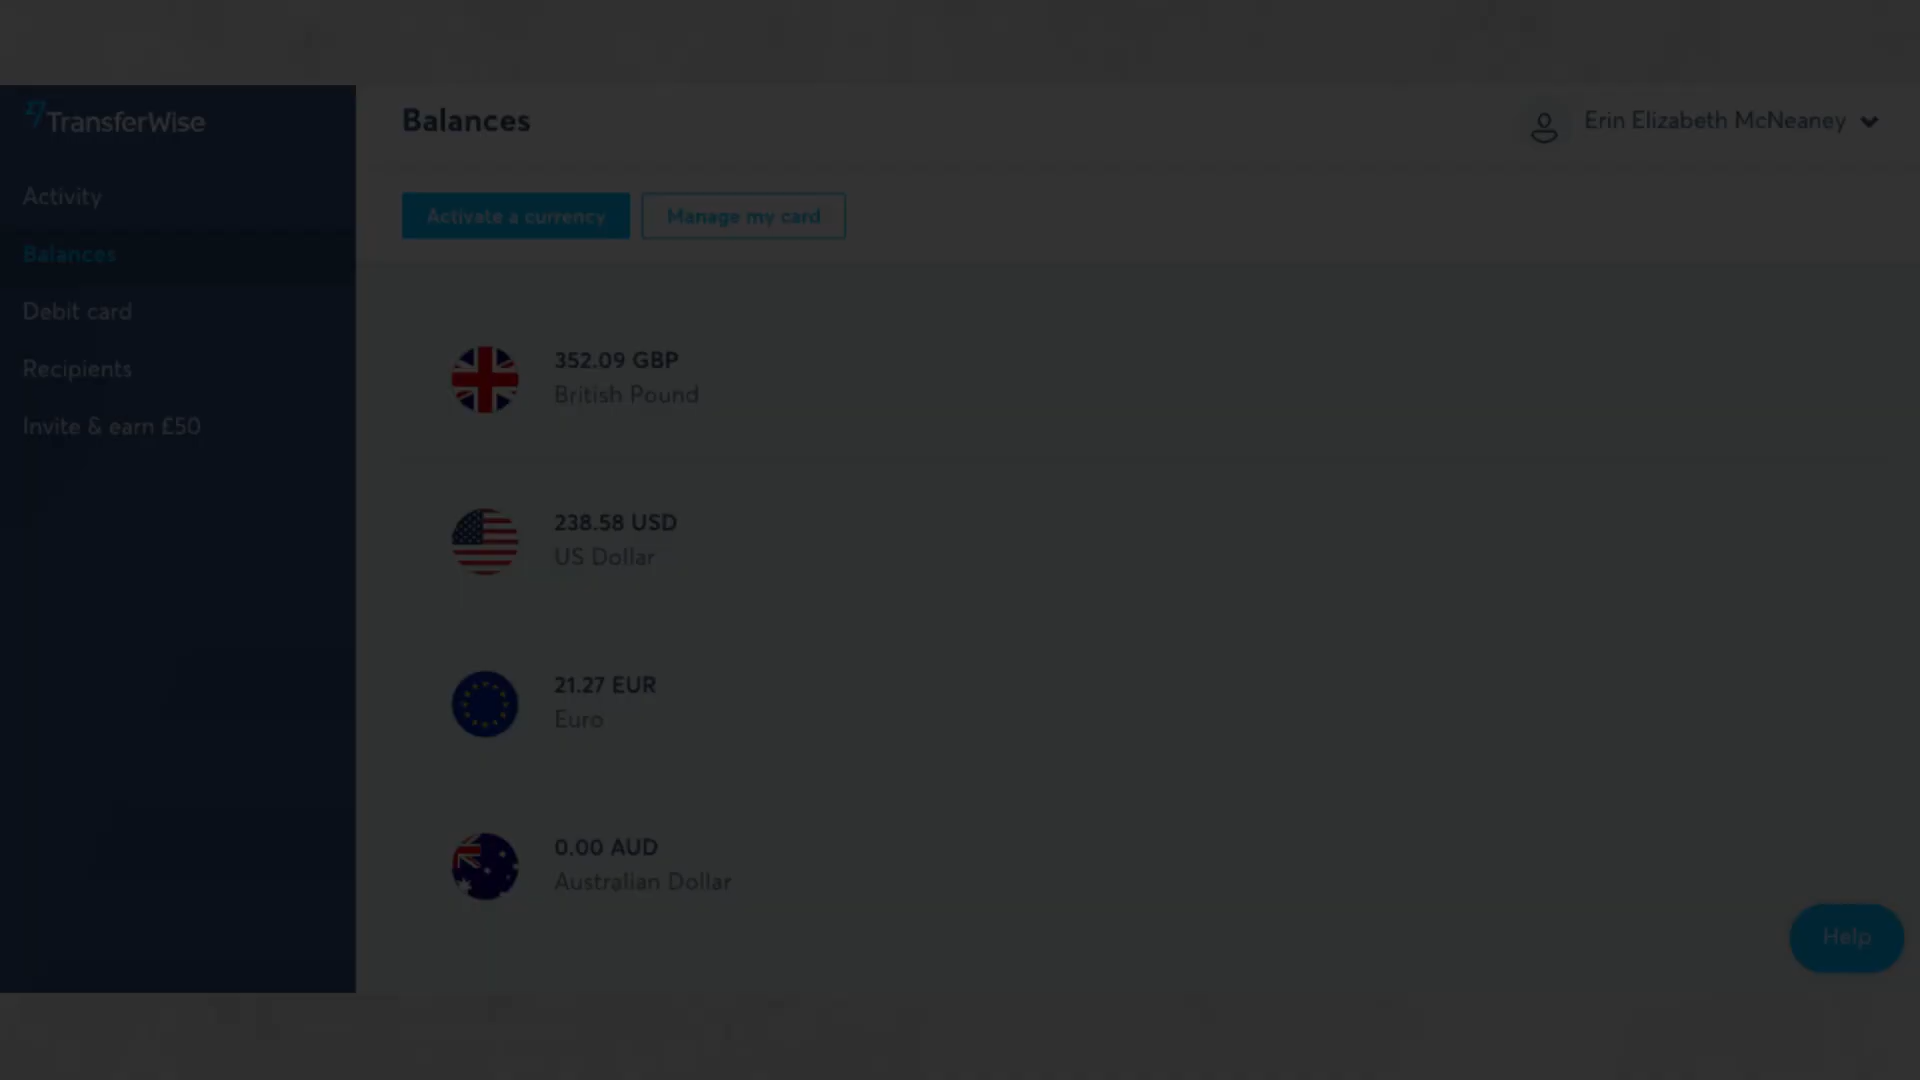 TransferWise
Activity
Balances
Debit card
Recipients
Invite & earn £50
Balances
Erin Elizabeth McNeaney
Activate a currency
Manage my card
352.09 GBP
British Pound
238.58 USD
US Dollar
21.27 EUR
Euro
0.00 AUD
Australian Dollar
Help